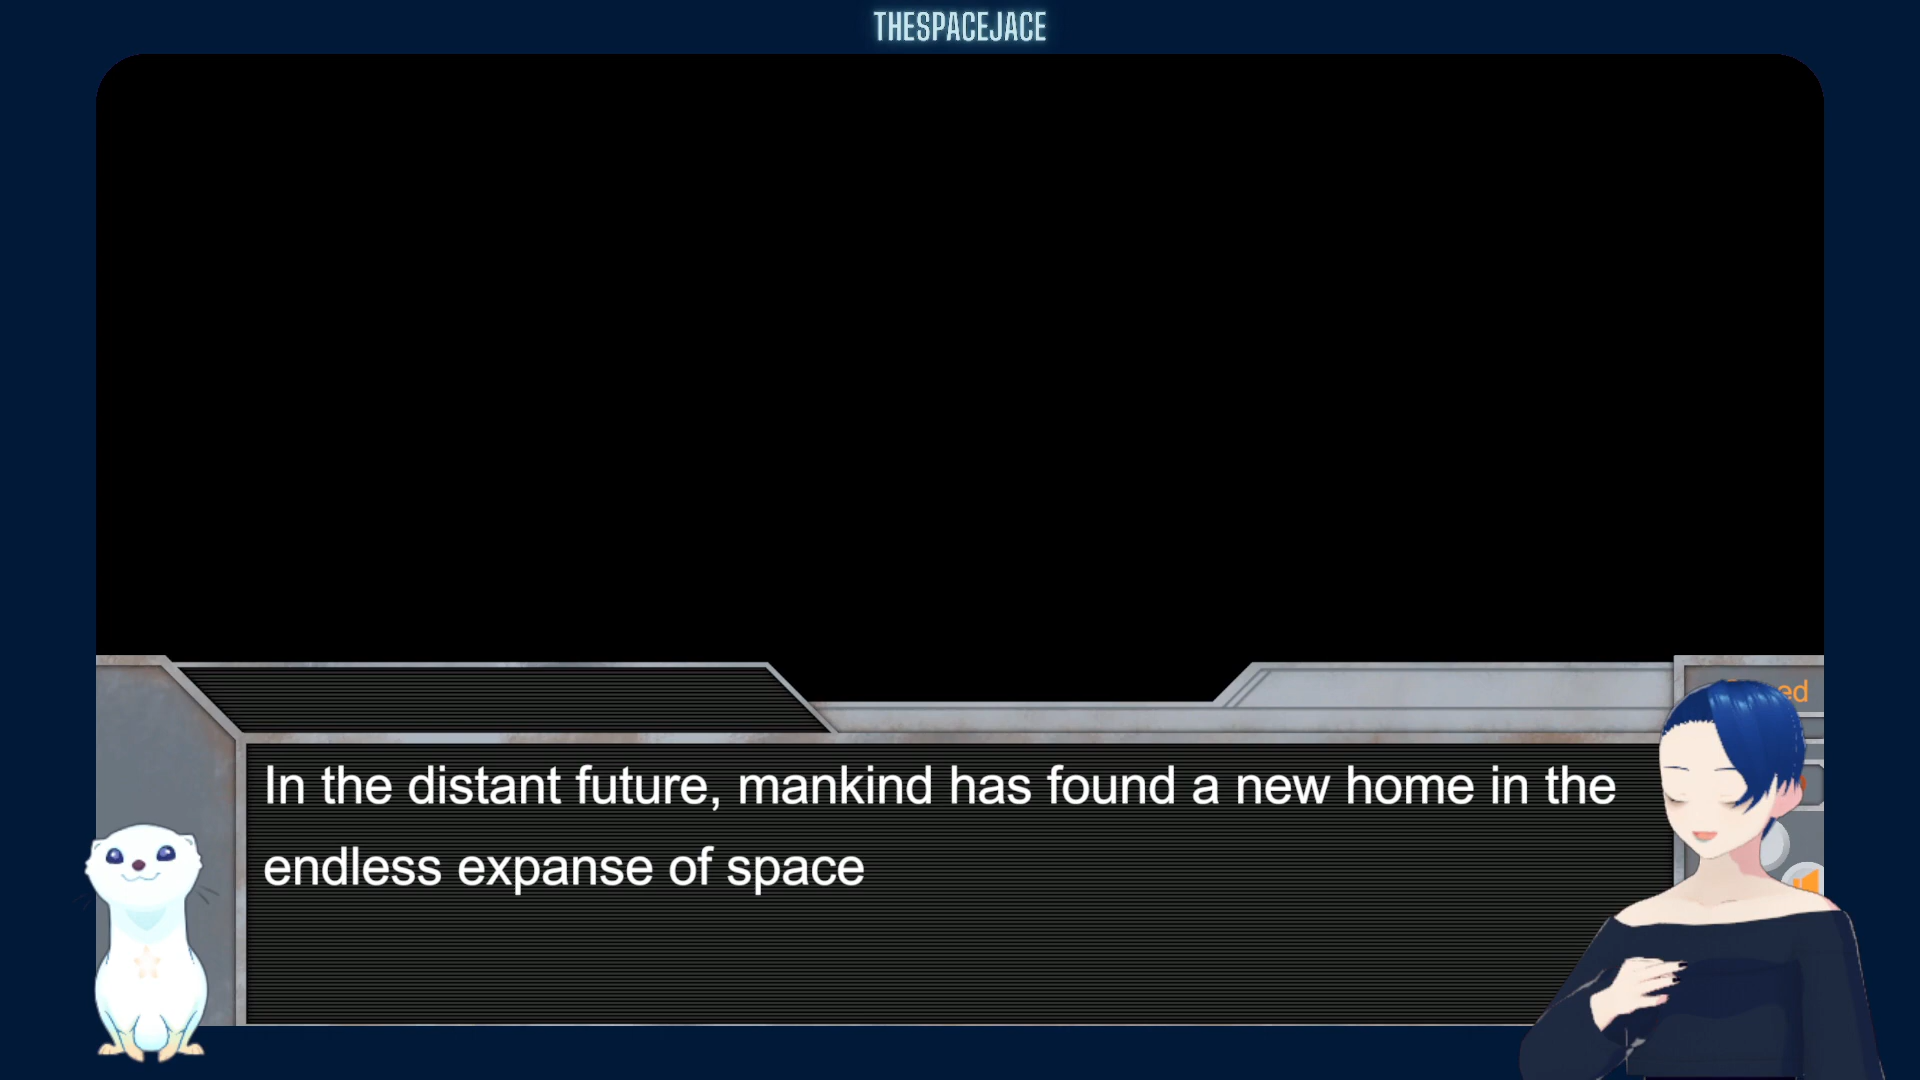 THESPACEJACE
In the distant future, mankind has found a new home in the
endless expanse of space